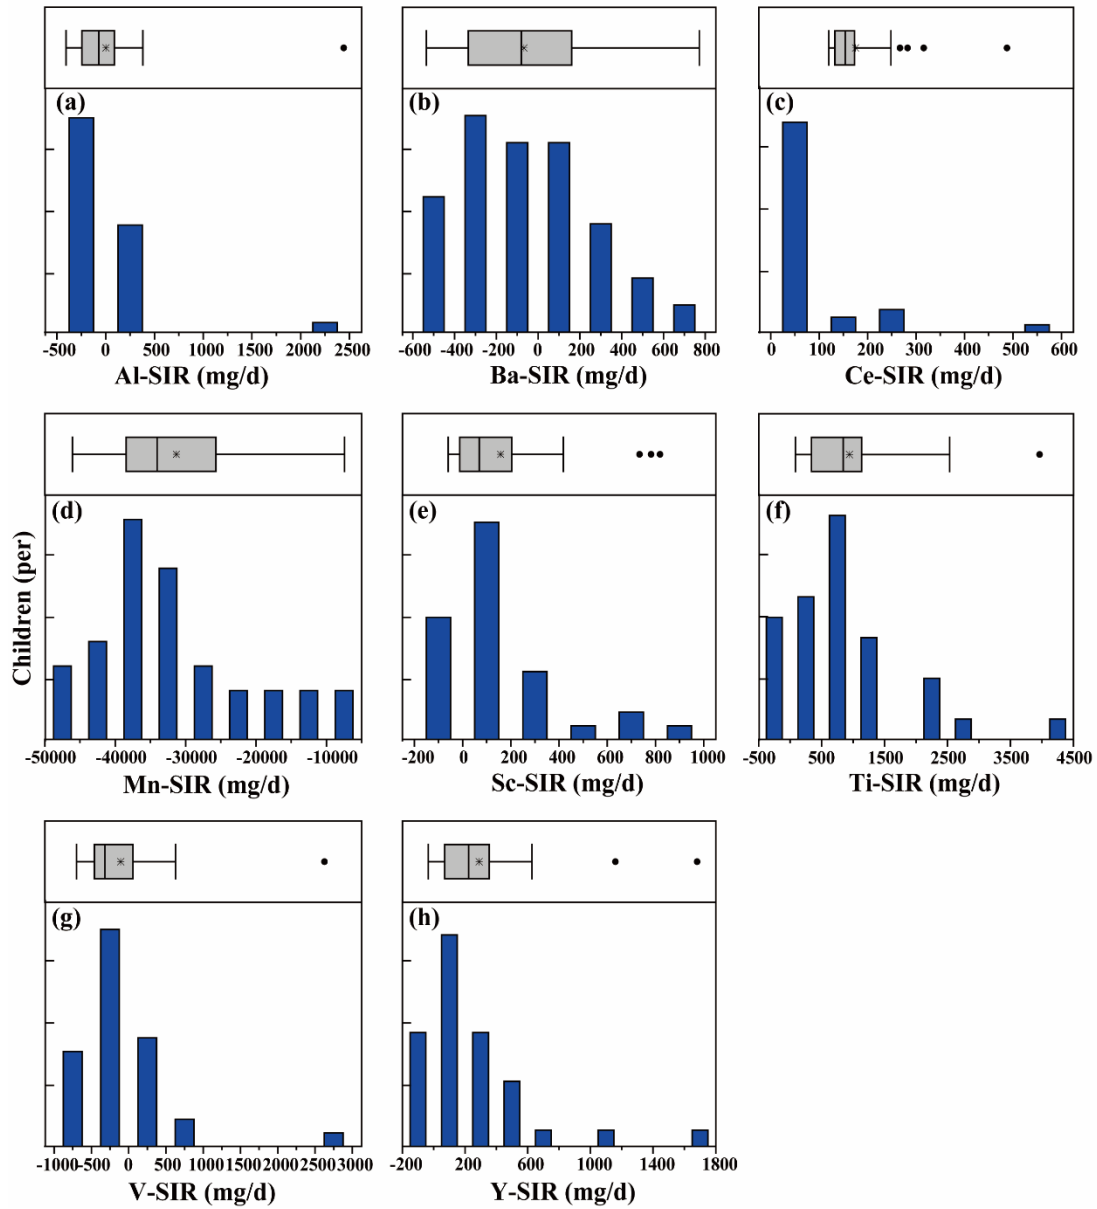 (a) (b) (c)
-500 0 500 1000 1500 2000 2500 -600 -400 -200 0 200 400 600 800 0 100 200 300 400 500 600
Al-SIR (mg/d) Ba-SIR (mg/d) Ce-SIR (mg/d)
Children (per)
(d) (e) (f)
-50000 -40000 -30000 -20000 -10000 -200 0 200 400 600 800 1000 -500 500 1500 2500 3500 4500
Mn-SIR (mg/d) Sc-SIR (mg/d) Ti-SIR (mg/d)
(g) (h)
-1000 -500 0 500 1000 1500 2000 2500 3000 -200 200 600 1000 1400 1800
V-SIR (mg/d) Y-SIR (mg/d)